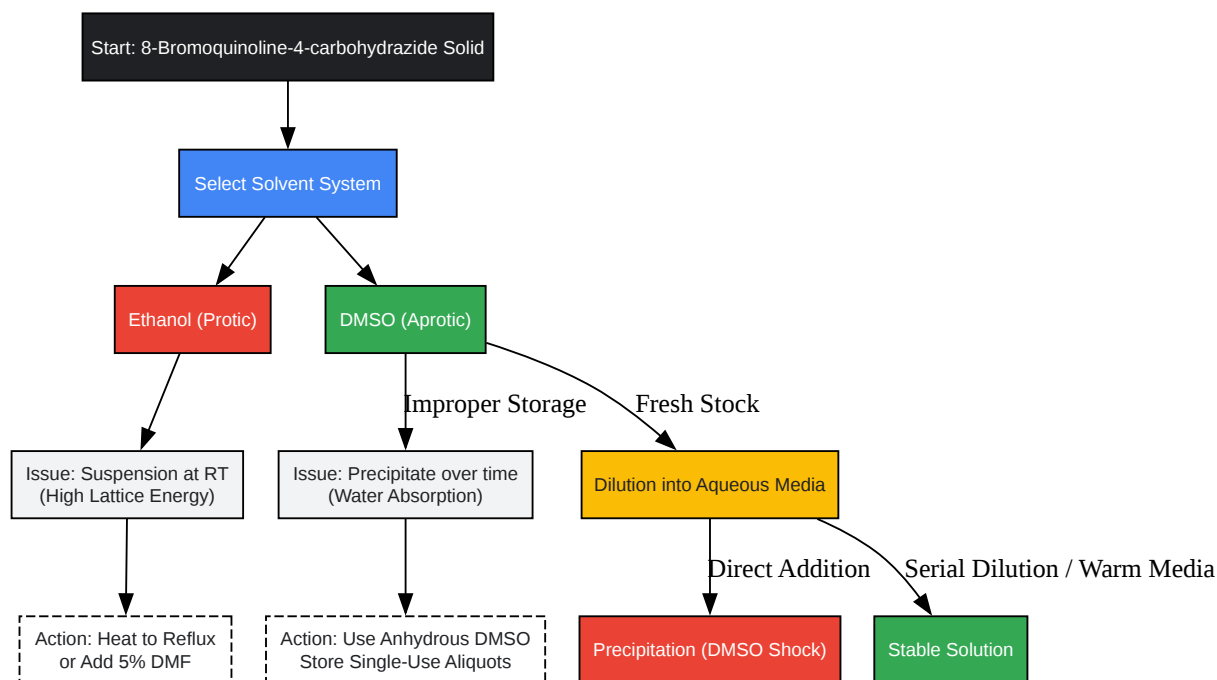 Start: 8-Bromoquinoline-4-carbohydrazide Solid
Select Solvent System
Ethanol (Protic)
DMSO (Aprotic)
Improper Storage
Fresh Stock
Issue: Suspension at RT
(High Lattice Energy)
Issue: Precipitate over time
(Water Absorption)
Dilution into Aqueous Media
Direct Addition
Serial Dilution / Warm Media
Action: Heat to Reflux
or Add 5% DMF
Action: Use Anhydrous DMSO
Store Single-Use Aliquots
Precipitation (DMSO Shock)
Stable Solution